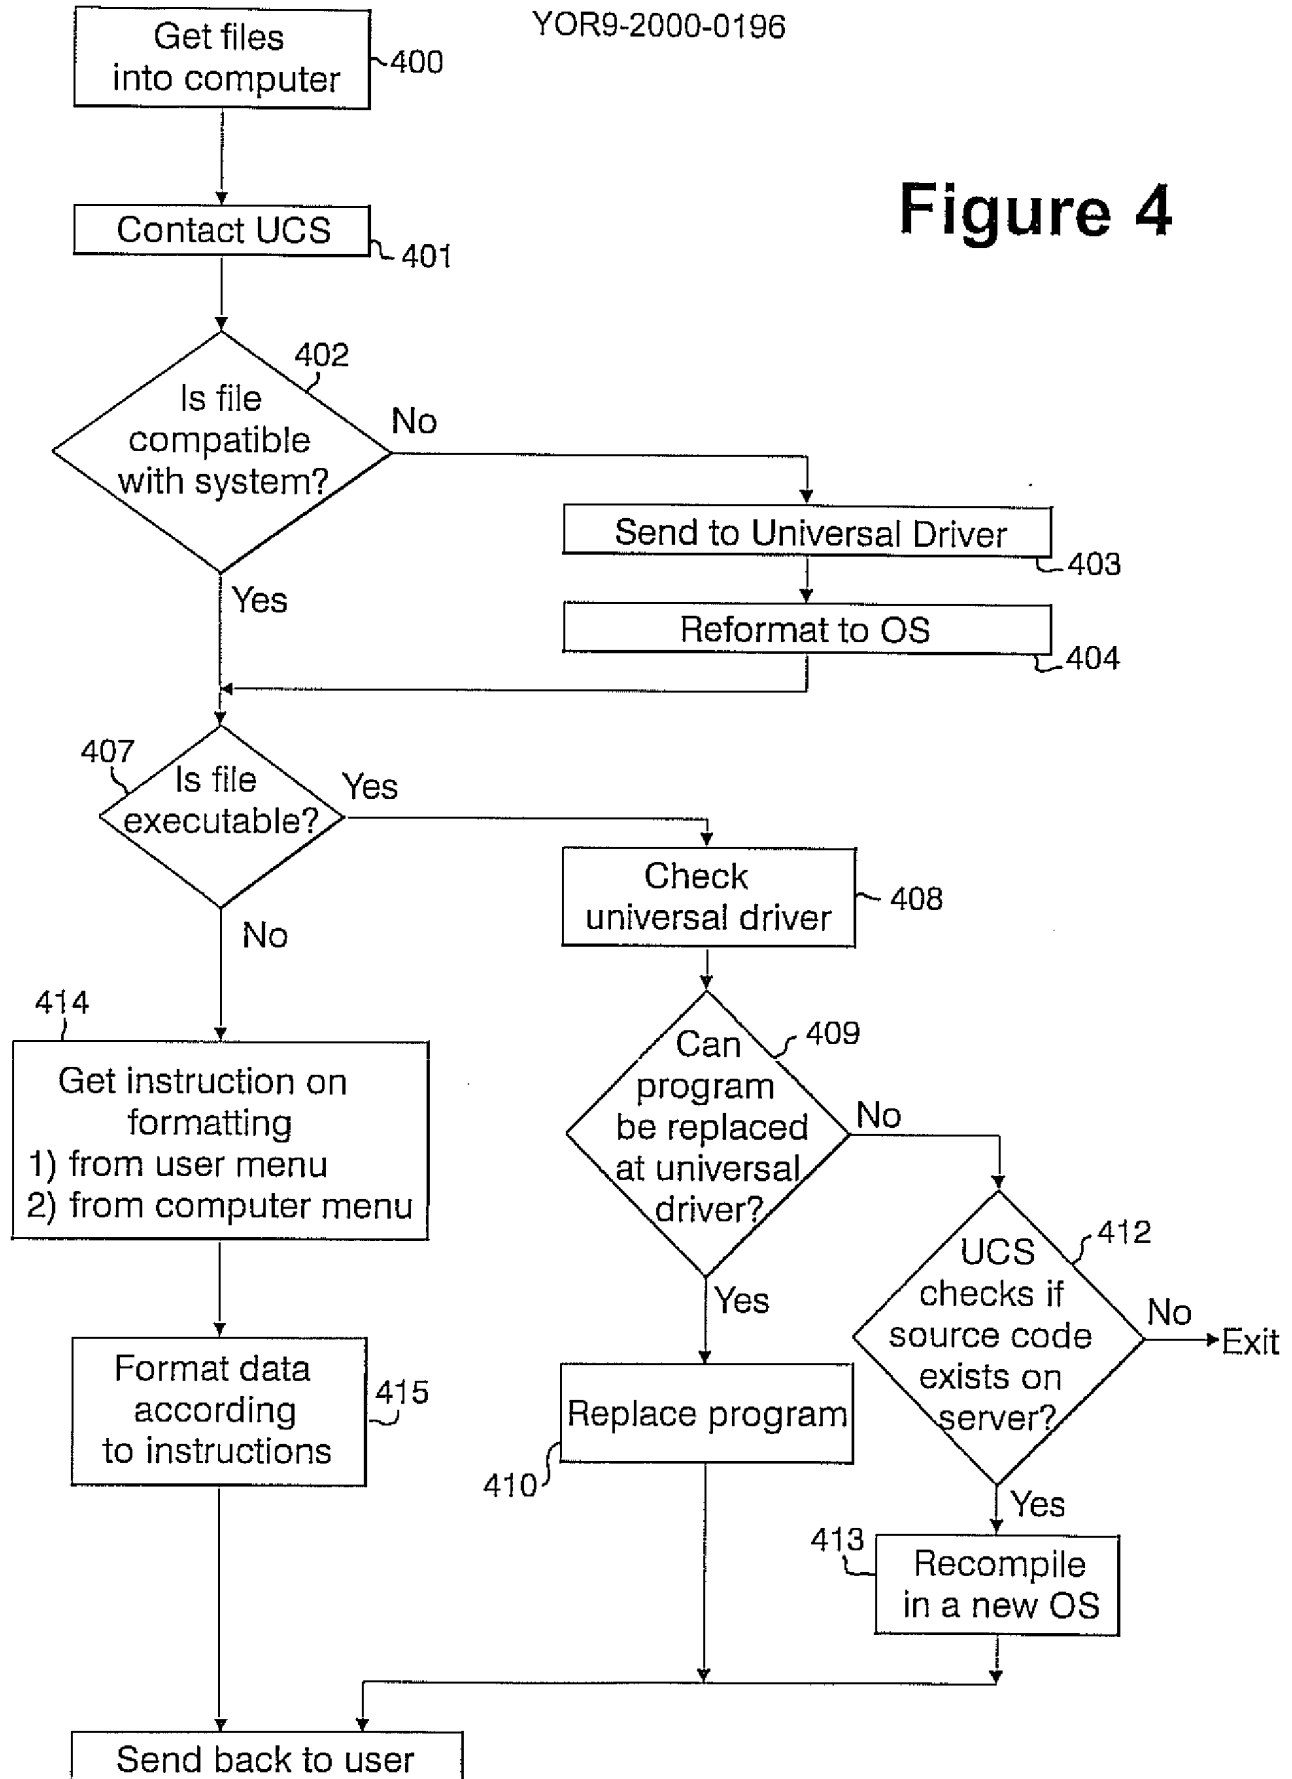 YOR9-2000-0196
Figure 4
Get files
into computer
400
Contact UCS
401
402
Is file
compatible
with system?
No
Yes
Send to Universal Driver
403
Reformat to OS
404
407
Is file
executable?
Yes
No
Check
universal driver
408
409
Can
program
be replaced
at universal
driver?
No
Yes
414
Get instruction on
formatting
1) from user menu
2) from computer menu
412
UCS
checks if
source code
exists on
server?
No
Exit
Yes
Format data
according
to instructions
415
Replace program
410
413
Recompile
in a new OS
Send back to user